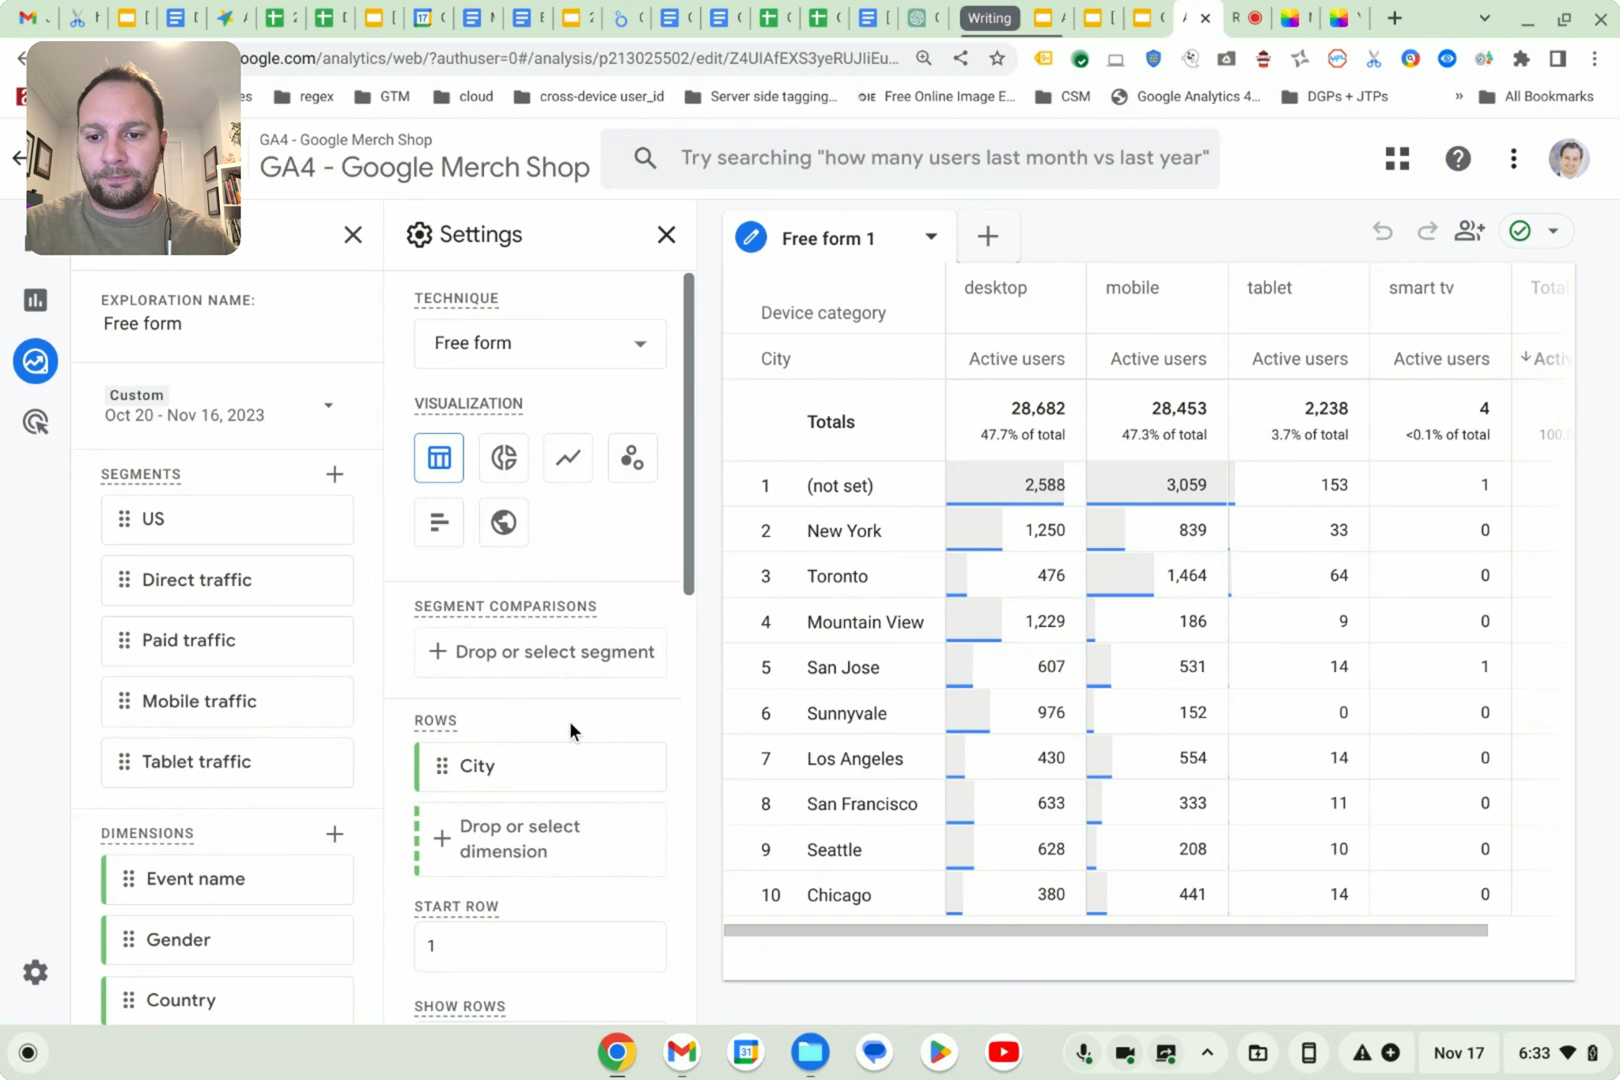 Writing
oogle.com/analytics/web/?authuser=0#/analysis/p213025502/edit/Z4UIAfEXS3yeRUJIiEu...
es
regex
GTM
cloud
cross-device user_id
Server side tagging...
OIE Free Online Image E...
CSM
Google Analytics 4...
DGPs + JTPs
»
All Bookmarks
GA4 - Google Merch Shop
GA4 - Google Merch Shop
Try searching "how many users last month vs last year"
EXPLORATION NAME:
Free form
Custom
Oct 20 - Nov 16, 2023
SEGMENTS
US
Direct traffic
Paid traffic
Mobile traffic
Tablet traffic
DIMENSIONS
Event name
Gender
Country
Settings
TECHNIQUE
Free form
VISUALIZATION
SEGMENT COMPARISONS
Drop or select segment
ROWS
City
Drop or select
dimension
START ROW
1
SHOW ROWS
Free form 1
Device category desktop mobile tablet smart tv Tota
City Active users Active users Active users Active users Activ
Totals 28,682 28,453 2,238 4
47.7% of total 47.3% of total 3.7% of total <0.1% of total 100.0
1 (not set) 2,588 3,059 153 1
2 New York 1,250 839 33 0
3 Toronto 476 1,464 64 0
4 Mountain View 1,229 186 9 0
5 San Jose 607 531 14 1
6 Sunnyvale 976 152 0 0
7 Los Angeles 430 554 14 0
8 San Francisco 633 333 11 0
9 Seattle 628 208 10 0
10 Chicago 380 441 14 0
Nov 17
6:33